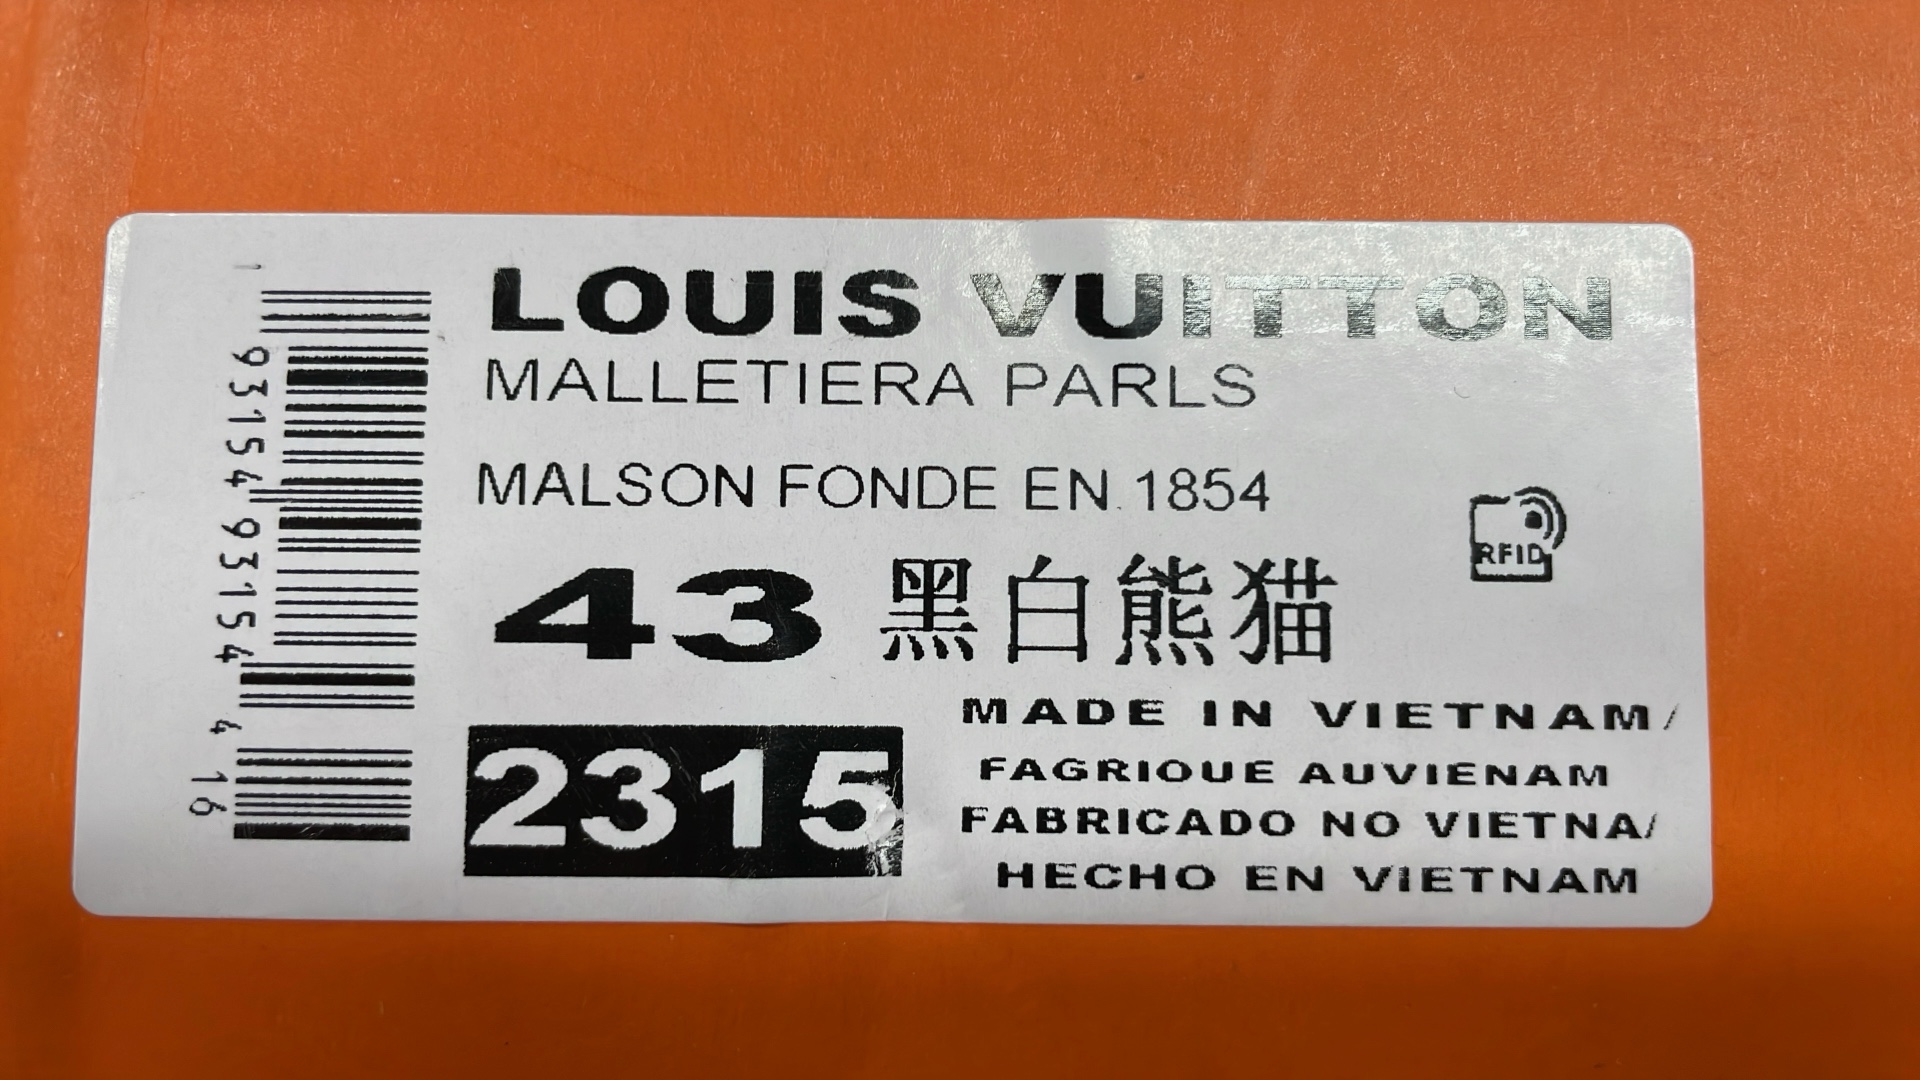 LOUIS VUITTON
MALLETIERA PARLS
MALSON FONDE EN 1854
RFID
43 黑白熊猫
2315
MADE IN VIETNAM/
FAGRIOUE AUVIENAM
FABRICADO NO VIETNA/
HECHO EN VIETNAM
1 93154 93154 4 16